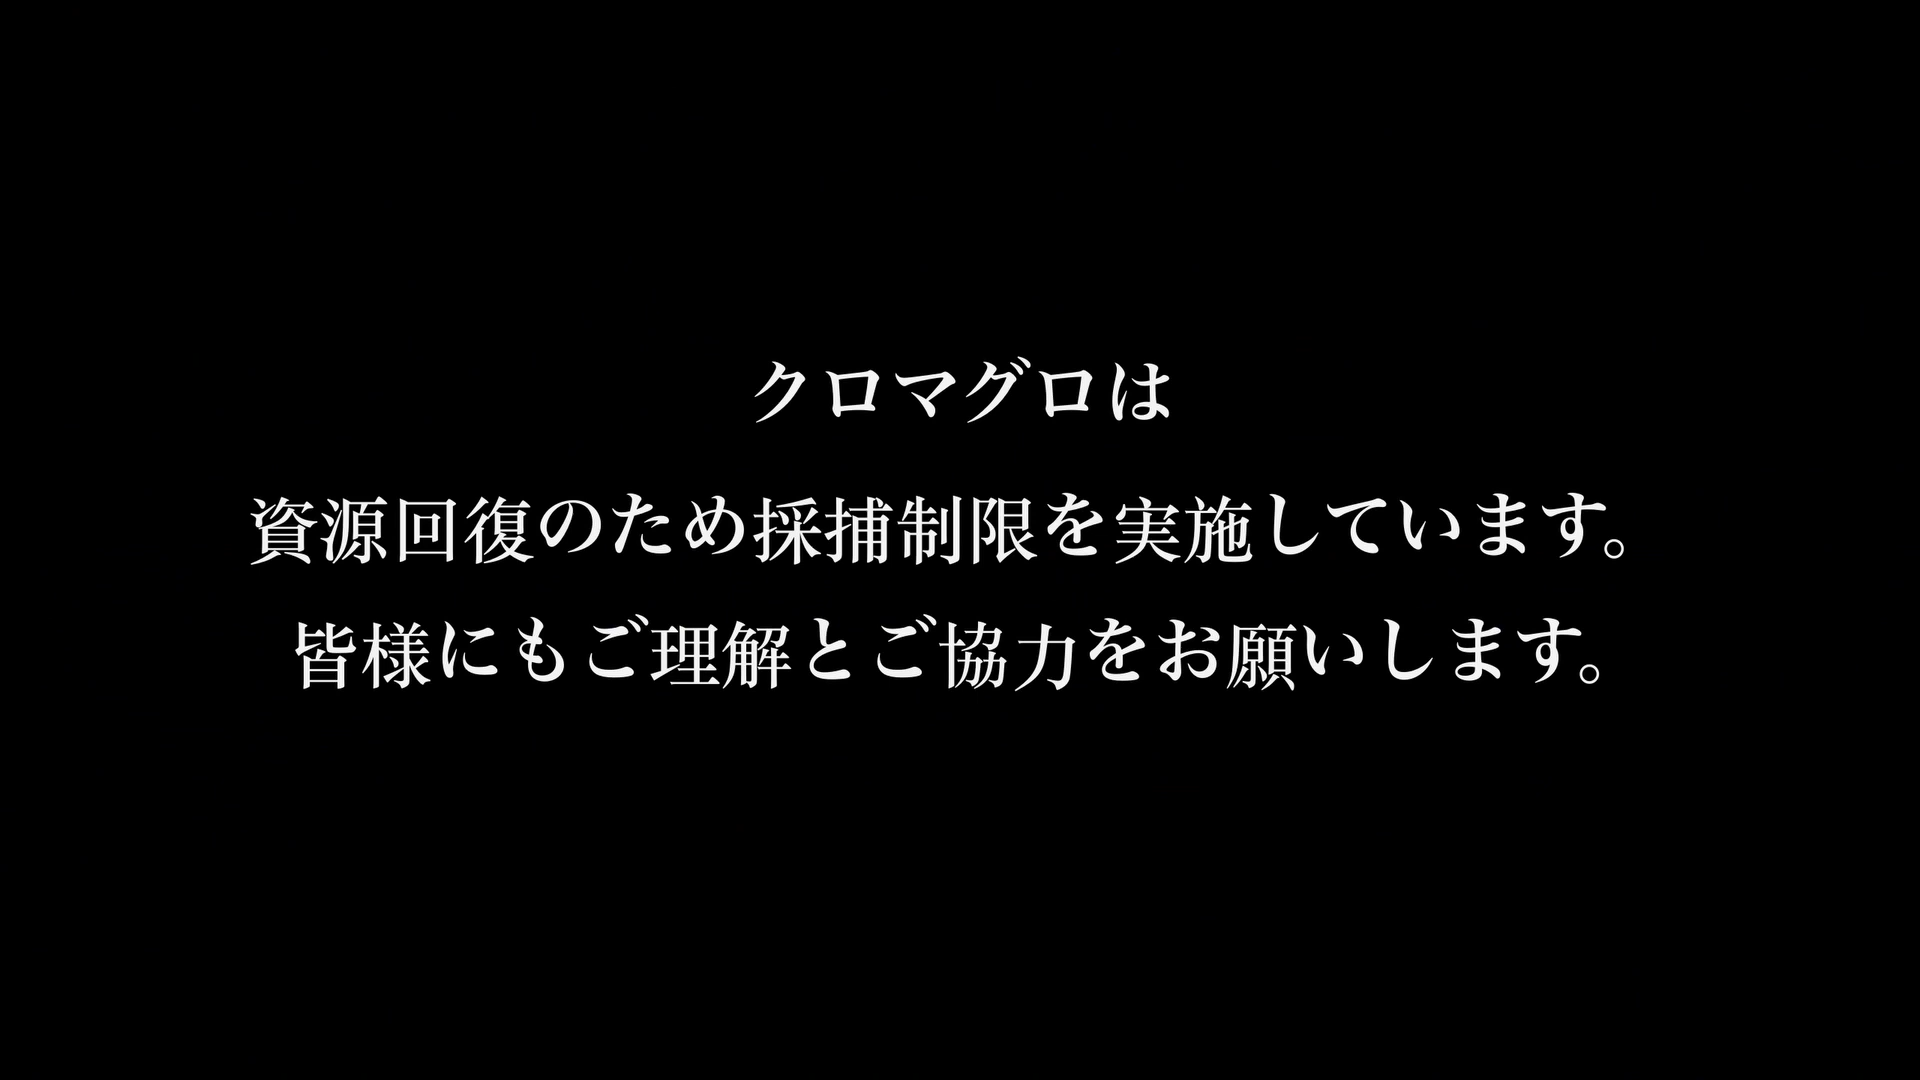 クロマグロは
資源回復のため採捕制限を実施しています。
皆様にもご理解とご協力をお願いします。